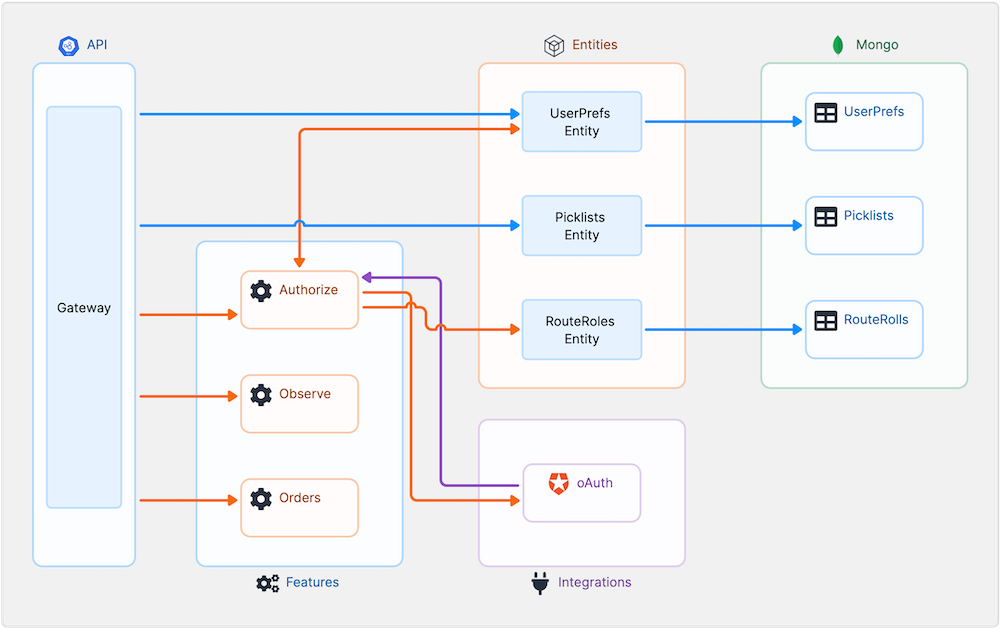 API
Entities
Mongo
Gateway
UserPrefs
Entity
UserPrefs
Picklists
Entity
Picklists
RouteRoles
Entity
RouteRolls
Authorize
Observe
Orders
oAuth
Features
Integrations